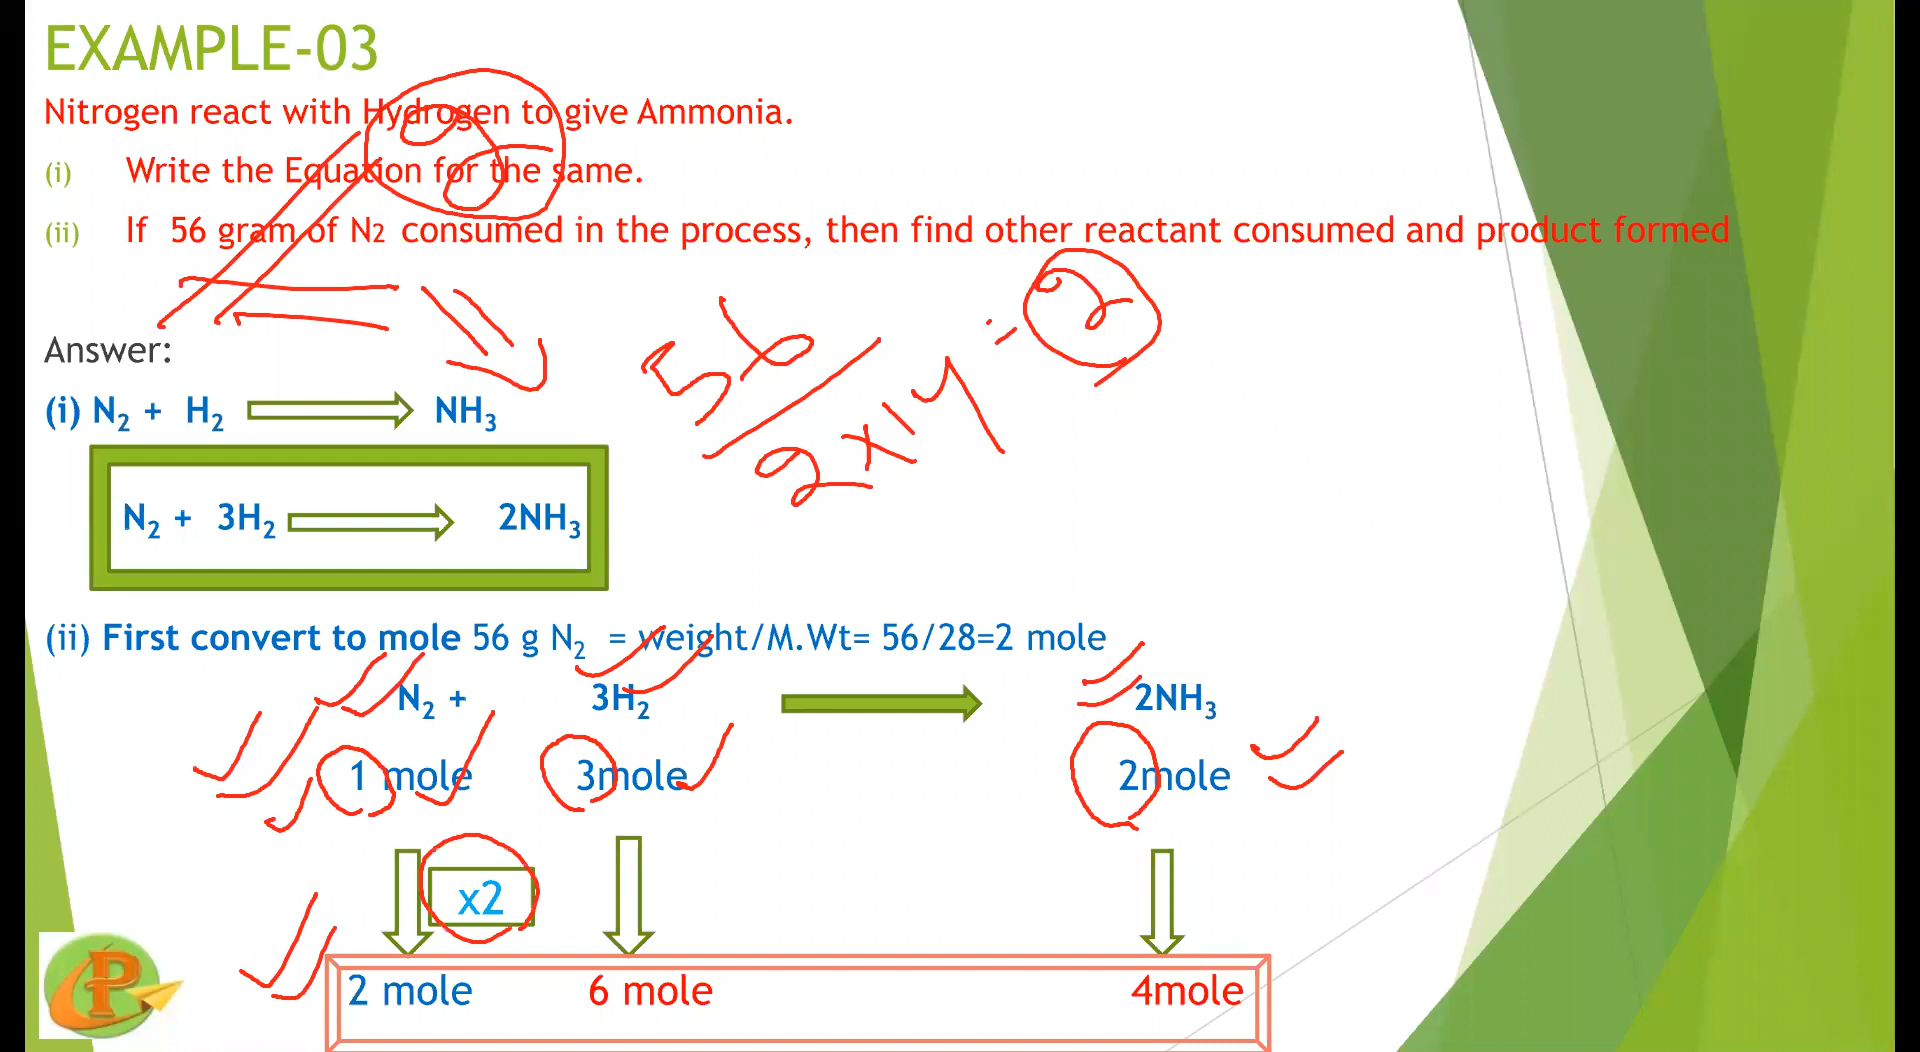 EXAMPLE-03
Nitrogen react with Hydrogen to give Ammonia.
(i) Write the Equation for the same.
(ii) If 56 gram of N2 consumed in the process, then find other reactant consumed and product formed
2
2
56 / 2×14 = 2
Answer:
(i) N₂ + H₂ NH₃
N₂ + 3H₂ 2NH₃
(ii) First convert to mole 56 g N₂ = weight/M.Wt= 56/28=2 mole
N₂ + 3H₂ 2NH₃
1 mole 3mole 2mole
x2
2 mole 6 mole 4mole
P